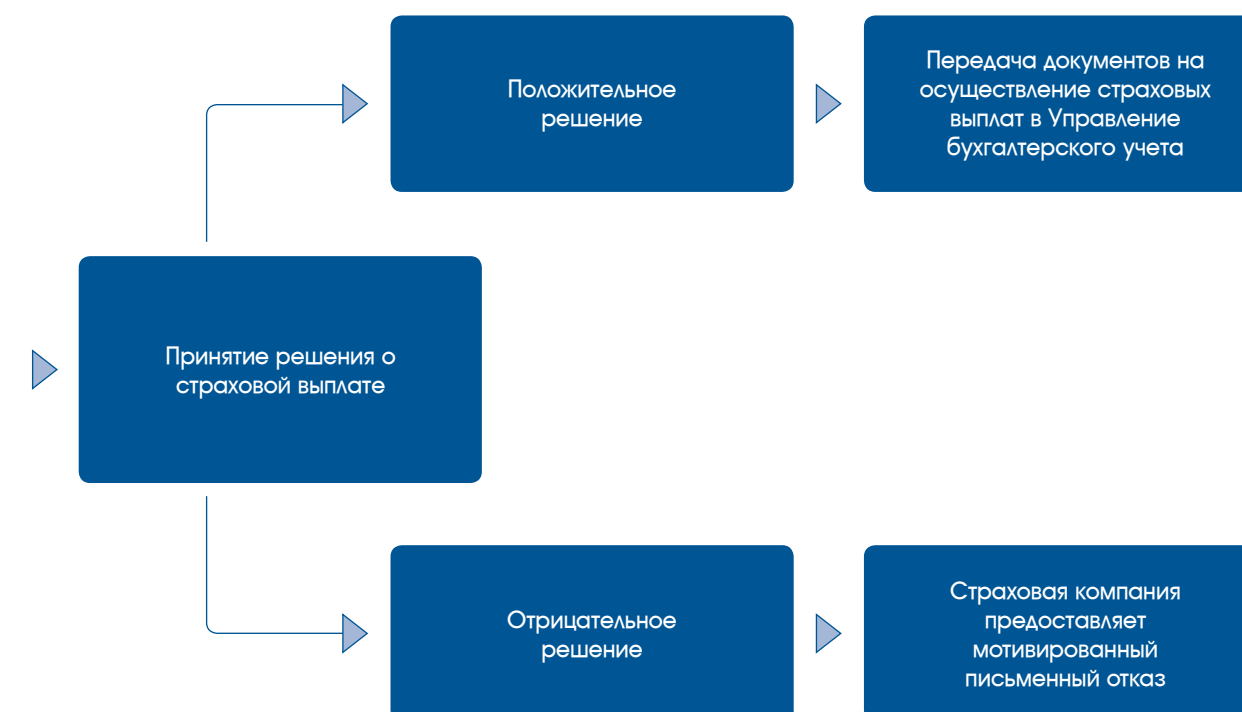 Положительное
решение
Передача документов на
осуществление страховых
выплат в Управление
бухгалтерского учета
Принятие решения о
страховой выплате
Отрицательное
решение
Страховая компания
предоставляет
мотивированный
письменный отказ